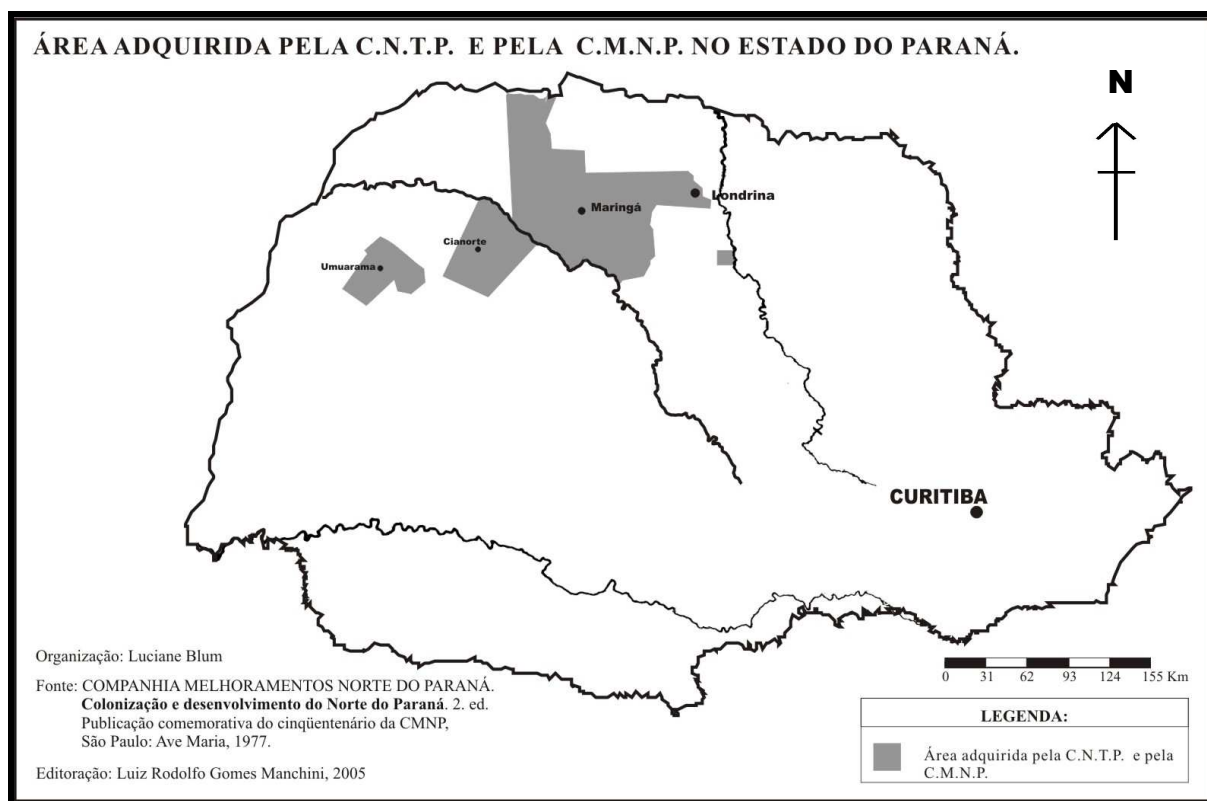 ÁREA ADQUIRIDA PELA C.N.T.P. E PELA C.M.N.P. NO ESTADO DO PARANÁ.
N
Londrina
Maringá
Cianorte
Umuarama
CURITIBA
0 31 62 93 124 155 Km
Organização: Luciane Blum
Fonte: COMPANHIA MELHORAMENTOS NORTE DO PARANÁ.
Colonização e desenvolvimento do Norte do Paraná. 2. ed.
Publicação comemorativa do cinqüentenário da CMNP,
São Paulo: Ave Maria, 1977.
Editoração: Luiz Rodolfo Gomes Manchini, 2005
LEGENDA:
Área adquirida pela C.N.T.P. e pela
C.M.N.P.